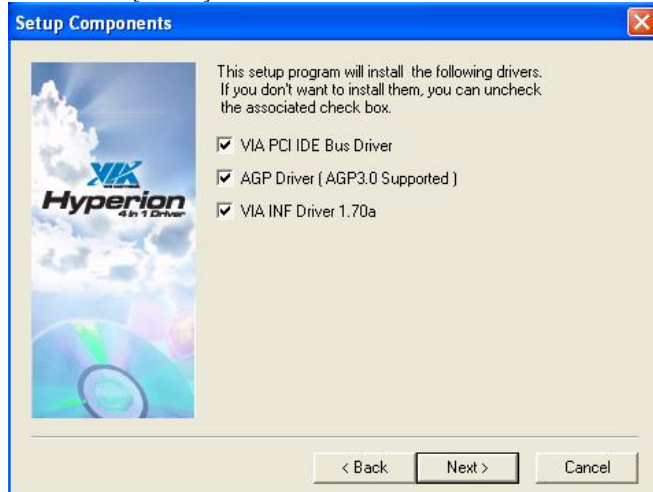 Setup Components
This setup program will install the following drivers.
If you don't want to install them, you can uncheck
the associated check box.
VIA PCI IDE Bus Driver
AGP Driver ( AGP3.0 Supported )
VIA INF Driver 1.70a
VIA
Hyperion
4 in 1 Driver
< Back
Next >
Cancel